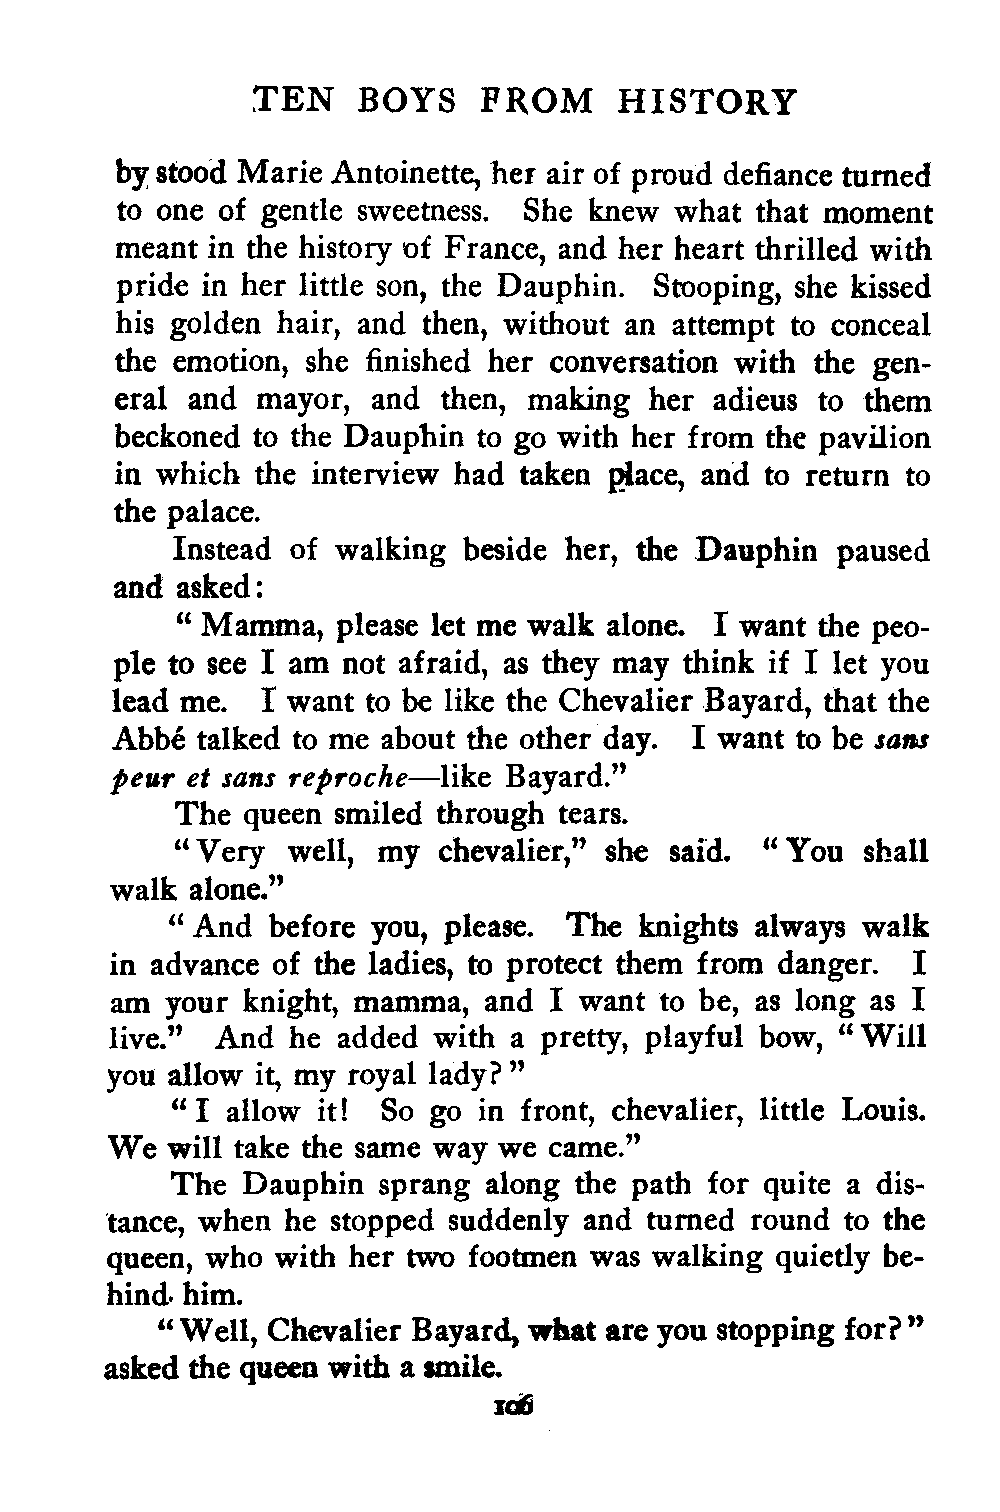 TEN BOYS FROM HISTORY
by stood Marie Antoinette, her air of proud defiance turned
to one of gentle sweetness. She knew what that moment
meant in the history of France, and her heart thrilled with
pride in her little son, the Dauphin. Stooping, she kissed
his golden hair, and then, without an attempt to conceal
the emotion, she finished her conversation with the gen-
eral and mayor, and then, making her adieus to them
beckoned to the Dauphin to go with her from the pavilion
in which the interview had taken place, and to return to
the palace.
Instead of walking beside her, the Dauphin paused
and asked:
“ Mamma, please let me walk alone. I want the peo-
ple to see I am not afraid, as they may think if I let you
lead me. I want to be like the Chevalier Bayard, that the
Abbé talked to me about the other day. I want to be sans
peur et sans reproche—like Bayard.”
The queen smiled through tears.
“ Very well, my chevalier,” she said. “ You shall
walk alone.”
“ And before you, please. The knights always walk
in advance of the ladies, to protect them from danger. I
am your knight, mamma, and I want to be, as long as I
live.” And he added with a pretty, playful bow, “ Will
you allow it, my royal lady? ”
“ I allow it! So go in front, chevalier, little Louis.
We will take the same way we came.”
The Dauphin sprang along the path for quite a dis-
tance, when he stopped suddenly and turned round to the
queen, who with her two footmen was walking quietly be-
hind him.
“ Well, Chevalier Bayard, what are you stopping for? ”
asked the queen with a smile.
106